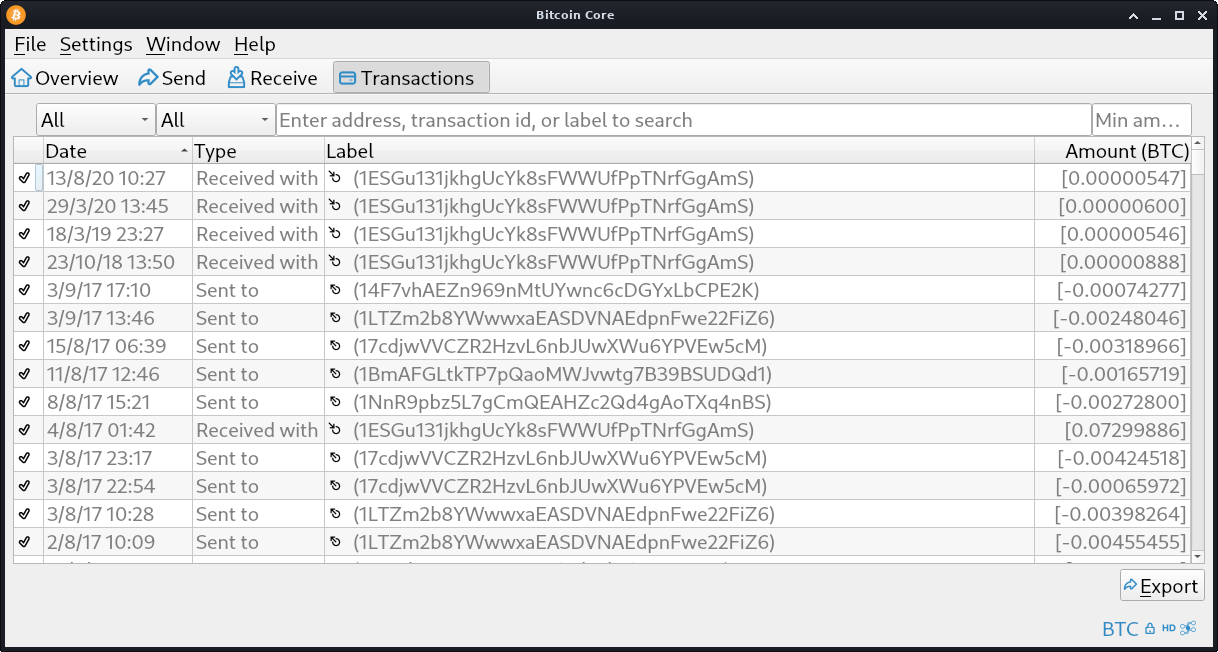 Bitcoin Core
File Settings Window Help
Overview Send Receive Transactions
All All Enter address, transaction id, or label to search Min am...
Date Type Label Amount (BTC)
13/8/20 10:27 Received with (1ESGu131jkhgUcYk8sFWWUfPpTNrfGgAmS) [0.00000547]
29/3/20 13:45 Received with (1ESGu131jkhgUcYk8sFWWUfPpTNrfGgAmS) [0.00000600]
18/3/19 23:27 Received with (1ESGu131jkhgUcYk8sFWWUfPpTNrfGgAmS) [0.00000546]
23/10/18 13:50 Received with (1ESGu131jkhgUcYk8sFWWUfPpTNrfGgAmS) [0.00000888]
3/9/17 17:10 Sent to (14F7vhAEZn969nMtUYwnc6cDGYxLbCPE2K) [-0.00074277]
3/9/17 13:46 Sent to (1LTZm2b8YWwwxaEASDVNAEdpnFwe22FiZ6) [-0.00248046]
15/8/17 06:39 Sent to (17cdjwVVCZR2HzvL6nbJUwXWu6YPVEw5cM) [-0.00318966]
11/8/17 12:46 Sent to (1BmAFGLtkTP7pQaoMWJvwtg7B39BSUDQd1) [-0.00165719]
8/8/17 15:21 Sent to (1NnR9pbz5L7gCmQEAHZc2Qd4gAoTXq4nBS) [-0.00272800]
4/8/17 01:42 Received with (1ESGu131jkhgUcYk8sFWWUfPpTNrfGgAmS) [0.07299886]
3/8/17 23:17 Sent to (17cdjwVVCZR2HzvL6nbJUwXWu6YPVEw5cM) [-0.00424518]
3/8/17 22:54 Sent to (17cdjwVVCZR2HzvL6nbJUwXWu6YPVEw5cM) [-0.00065972]
3/8/17 10:28 Sent to (1LTZm2b8YWwwxaEASDVNAEdpnFwe22FiZ6) [-0.00398264]
2/8/17 10:09 Sent to (1LTZm2b8YWwwxaEASDVNAEdpnFwe22FiZ6) [-0.00455455]
Export
BTC HD